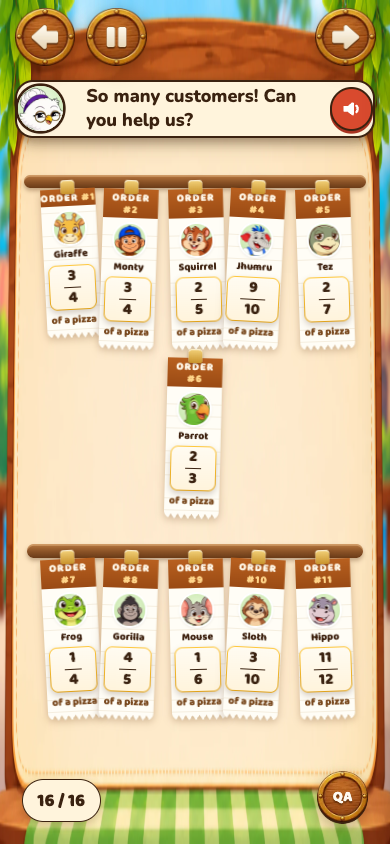 So many customers! Can
you help us?
ORDER #1
Giraffe
3
4
of a pizza
ORDER
#2
Monty
3
4
of a pizza
ORDER
#3
Squirrel
2
5
of a pizza
ORDER
#4
Jhumru
9
10
of a pizza
ORDER
#5
Tez
2
7
of a pizza
ORDER
#6
Parrot
2
3
of a pizza
ORDER
#7
Frog
1
4
of a pizza
ORDER
#8
Gorilla
4
5
of a pizza
ORDER
#9
Mouse
1
6
of a pizza
ORDER
#10
Sloth
3
10
of a pizza
ORDER
#11
Hippo
11
12
of a pizza
16 / 16
QA